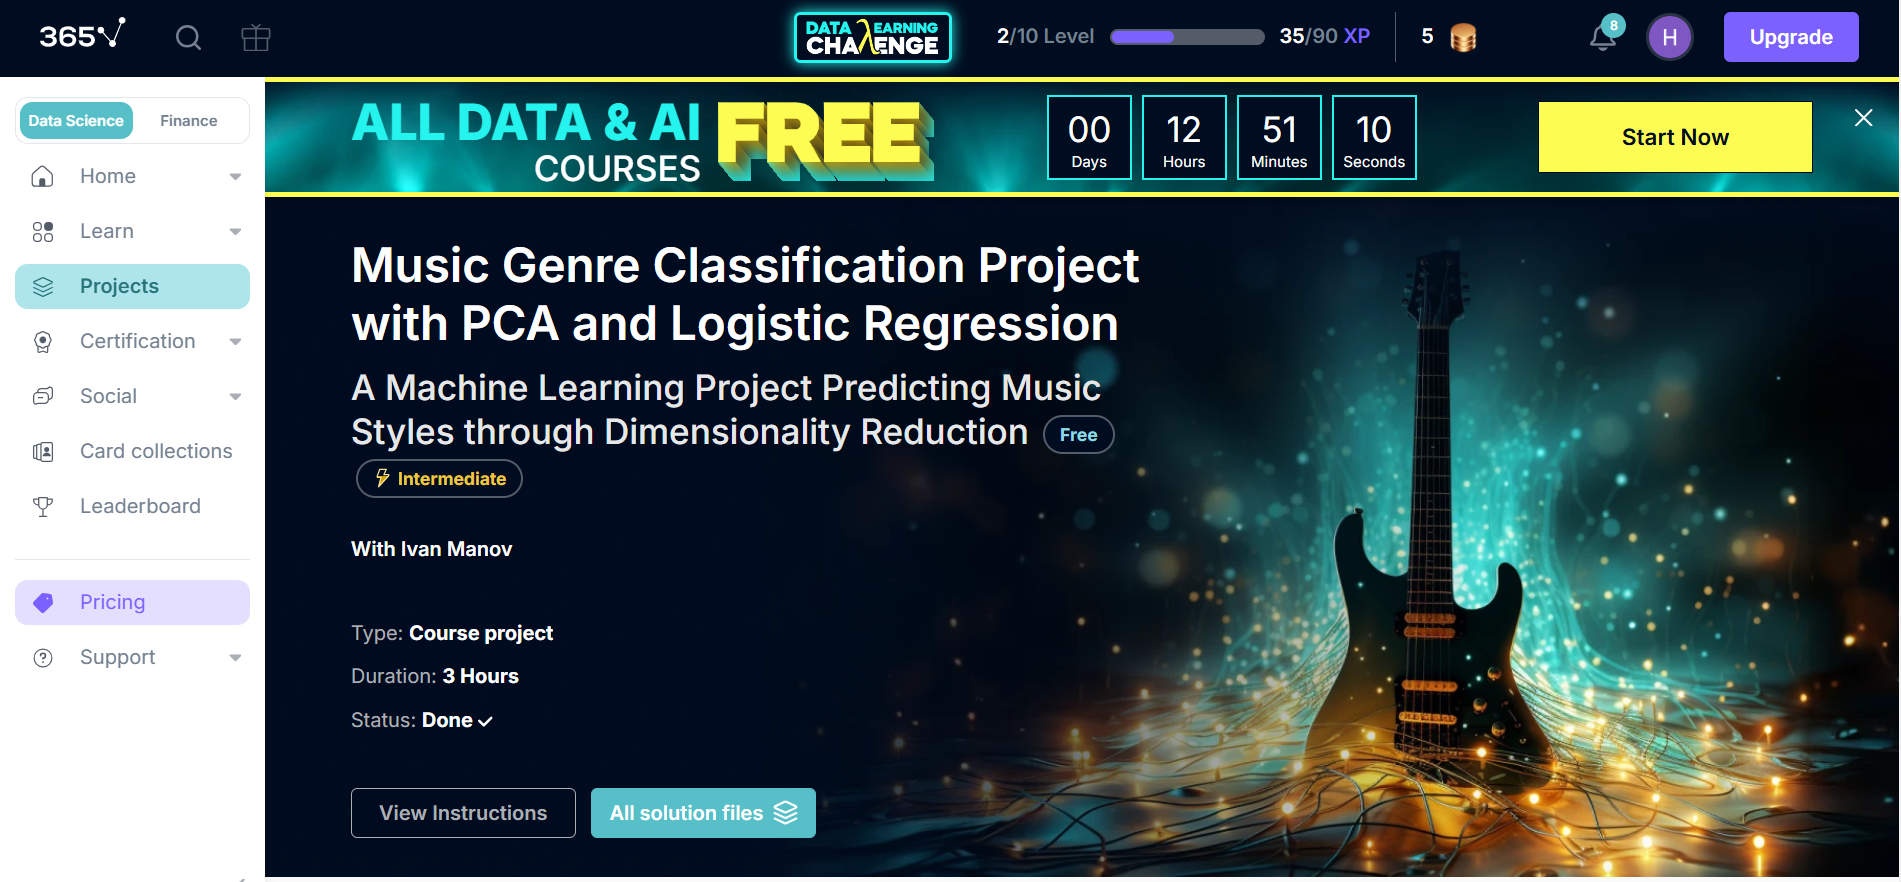 365
DATA LEARNING
CHALLENGE
2/10 Level
35/90 XP
5
8
H
Upgrade
Data Science
Finance
Home
Learn
Projects
Certification
Social
Card collections
Leaderboard
Pricing
Support
ALL DATA & AI
COURSES
FREE
00
Days
12
Hours
51
Minutes
10
Seconds
Start Now
Music Genre Classification Project
with PCA and Logistic Regression
A Machine Learning Project Predicting Music
Styles through Dimensionality Reduction Free
Intermediate
With Ivan Manov
Type: Course project
Duration: 3 Hours
Status: Done
View Instructions
All solution files